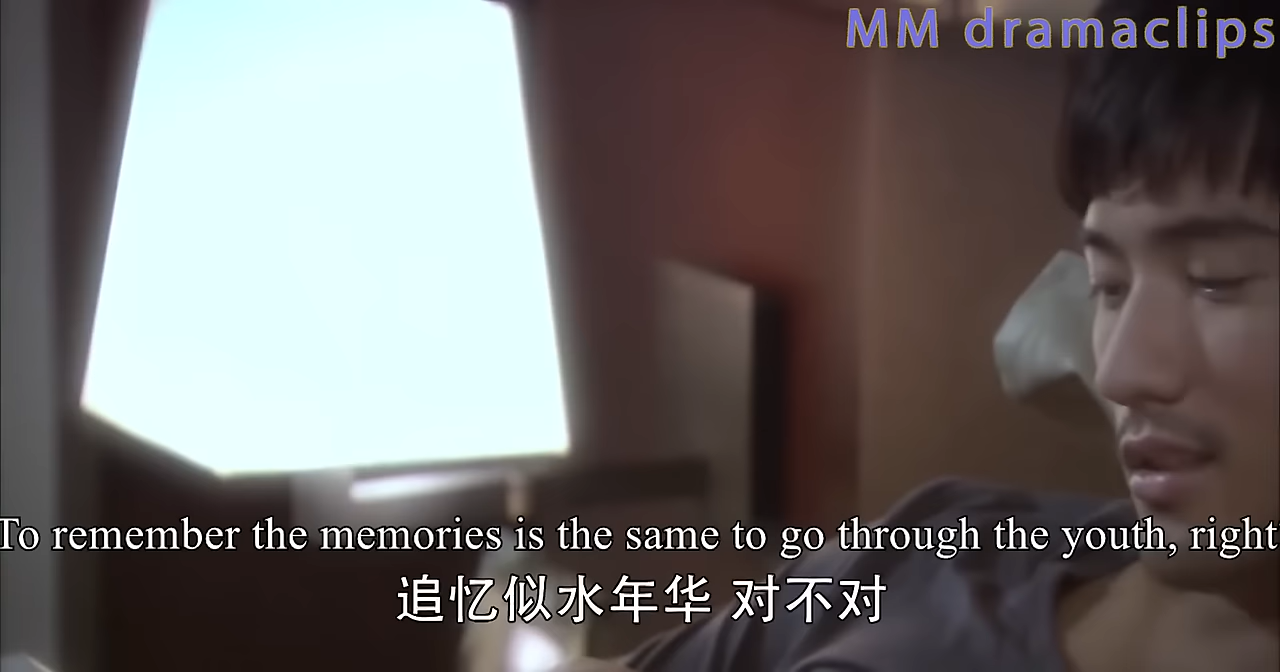 MM dramaclips
To remember the memories is the same to go through the youth, right
追忆似水年华 对不对